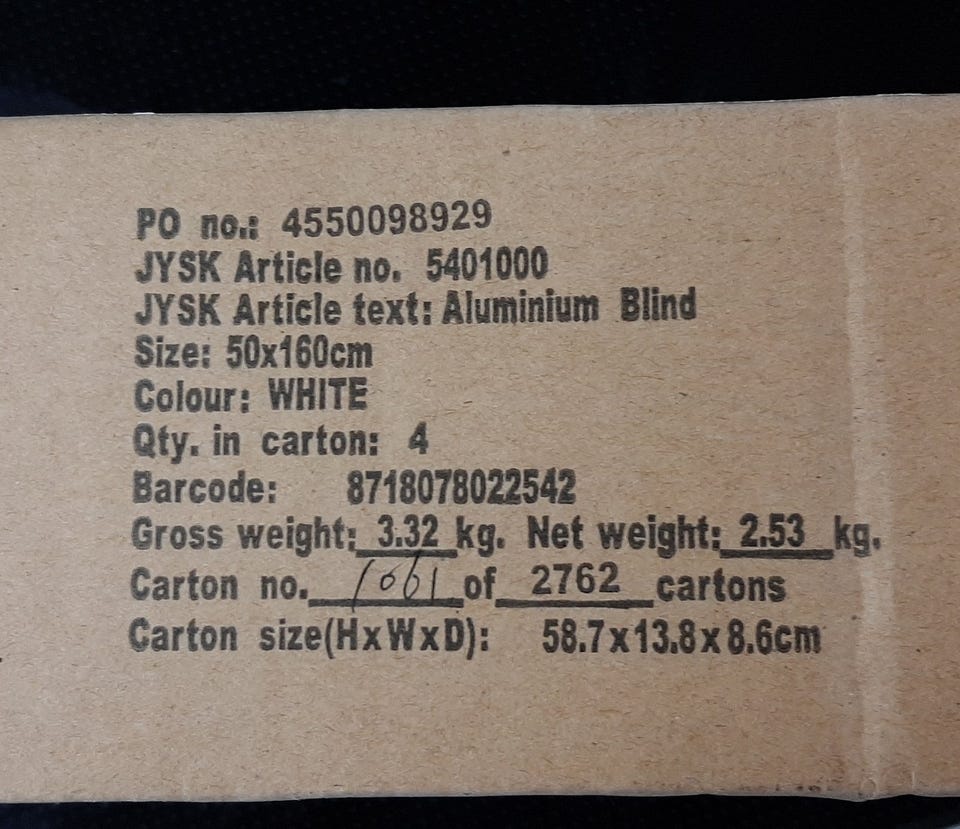 PO no.: 4550098929
JYSK Article no. 5401000
JYSK Article text: Aluminium Blind
Size: 50x160cm
Colour: WHITE
Qty. in carton: 4
Barcode: 8718078022542
Gross weight: 3.32 kg. Net weight: 2.53 kg.
Carton no. 1061 of 2762 cartons
Carton size(HxWxD): 58.7x13.8x8.6cm